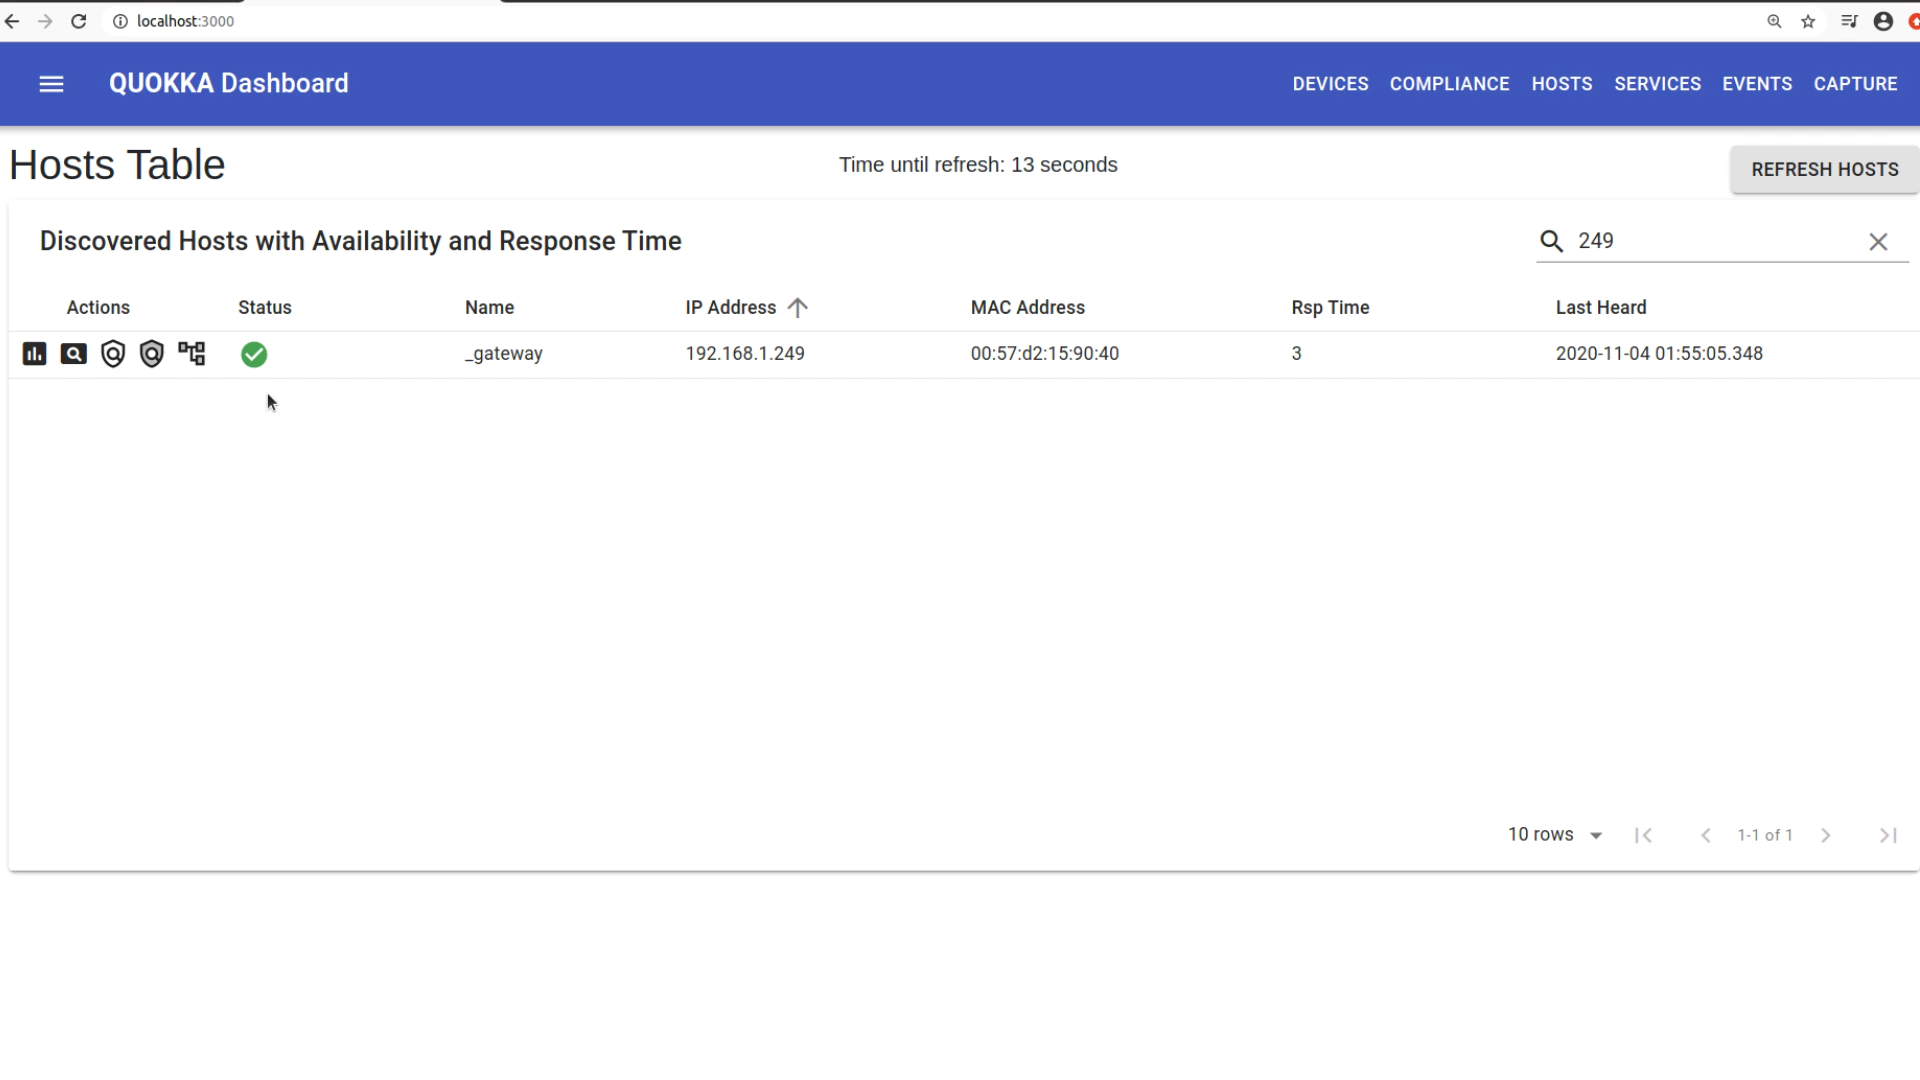 localhost:3000
QUOKKA Dashboard DEVICES COMPLIANCE HOSTS SERVICES EVENTS CAPTURE
Hosts Table Time until refresh: 13 seconds REFRESH HOSTS
Discovered Hosts with Availability and Response Time 249
Actions Status Name IP Address MAC Address Rsp Time Last Heard
_gateway 192.168.1.249 00:57:d2:15:90:40 3 2020-11-04 01:55:05.348
10 rows 1-1 of 1